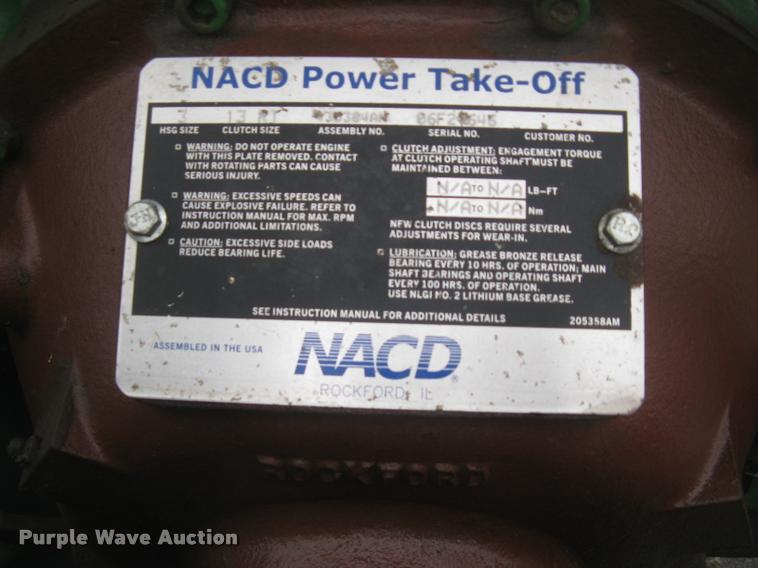 NACD Power Take-Off
3 13 RT
HSG SIZE CLUTCH SIZE ASSEMBLY NO. SERIAL NO. CUSTOMER NO.
WARNING: DO NOT OPERATE ENGINE
WITH THIS PLATE REMOVED. CONTACT
WITH ROTATING PARTS CAN CAUSE
SERIOUS INJURY.
WARNING: EXCESSIVE SPEEDS CAN
CAUSE EXPLOSIVE FAILURE. REFER TO
INSTRUCTION MANUAL FOR MAX. RPM
AND ADDITIONAL LIMITATIONS.
CAUTION: EXCESSIVE SIDE LOADS
REDUCE BEARING LIFE.
CLUTCH ADJUSTMENT: ENGAGEMENT TORQUE
AT CLUTCH OPERATING SHAFT MUST BE
MAINTAINED BETWEEN:
N/A TO N/A LB-FT
N/A TO N/A Nm
NEW CLUTCH DISCS REQUIRE SEVERAL
ADJUSTMENTS FOR WEAR-IN.
LUBRICATION: GREASE BRONZE RELEASE
BEARING EVERY 10 HRS. OF OPERATION; MAIN
SHAFT BEARINGS AND OPERATING SHAFT
EVERY 100 HRS. OF OPERATION.
USE NLGI NO. 2 LITHIUM BASE GREASE.
SEE INSTRUCTION MANUAL FOR ADDITIONAL DETAILS 205358AM
ASSEMBLED IN THE USA
NACD®
ROCKFORD, IL
ROCKFORD
Purple Wave Auction